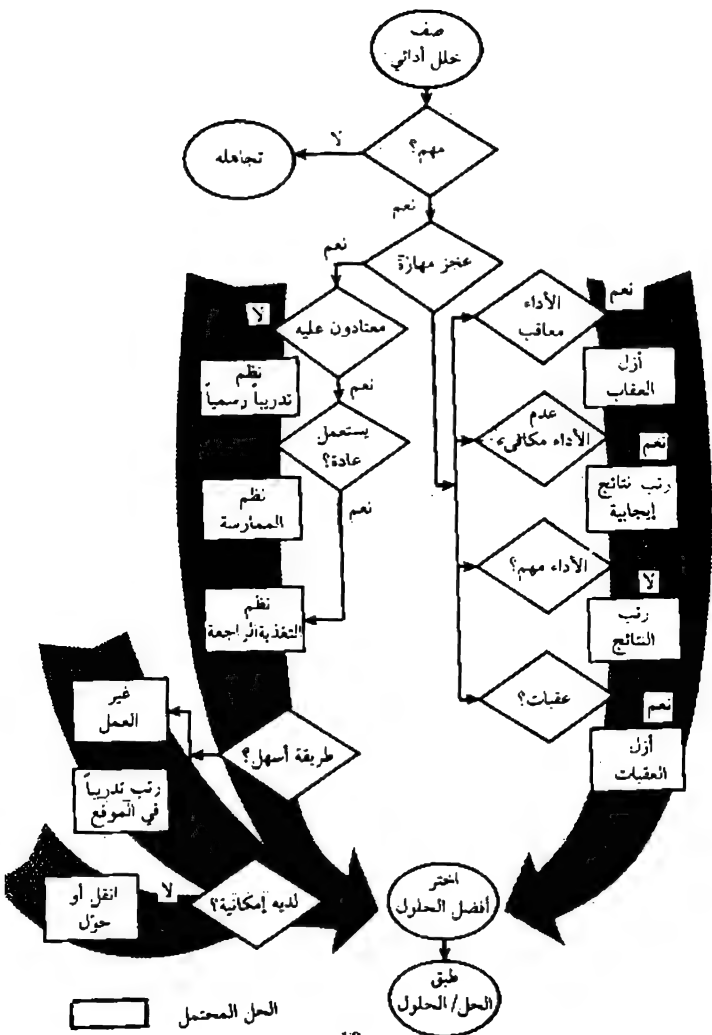 صف
خلل أدائي
مهم؟
لا
تجاهله
نعم
عجز مهارة
نعم
معتادون عليه
لا
نظم
تدريباً رسمياً
نعم
يستعمل
عادة؟
نظم
الممارسة
نعم
نظم
التغذية الراجعة
الأداء
معاقب
نعم
أزل
العقاب
عدم
الأداء مكافىء
نعم
رتب نتائج
إيجابية
الأداء مهم؟
لا
رتب
النتائج
عقبات؟
نعم
أزل
العقبات
طريقة أسهل؟
غير
العمل
رتب تدريباً
في الموقع
لديه إمكانية؟
لا
انقل أو
حوّل
اختر
أفضل الحلول
طبق
الحل/ الحلول
الحل المحتمل